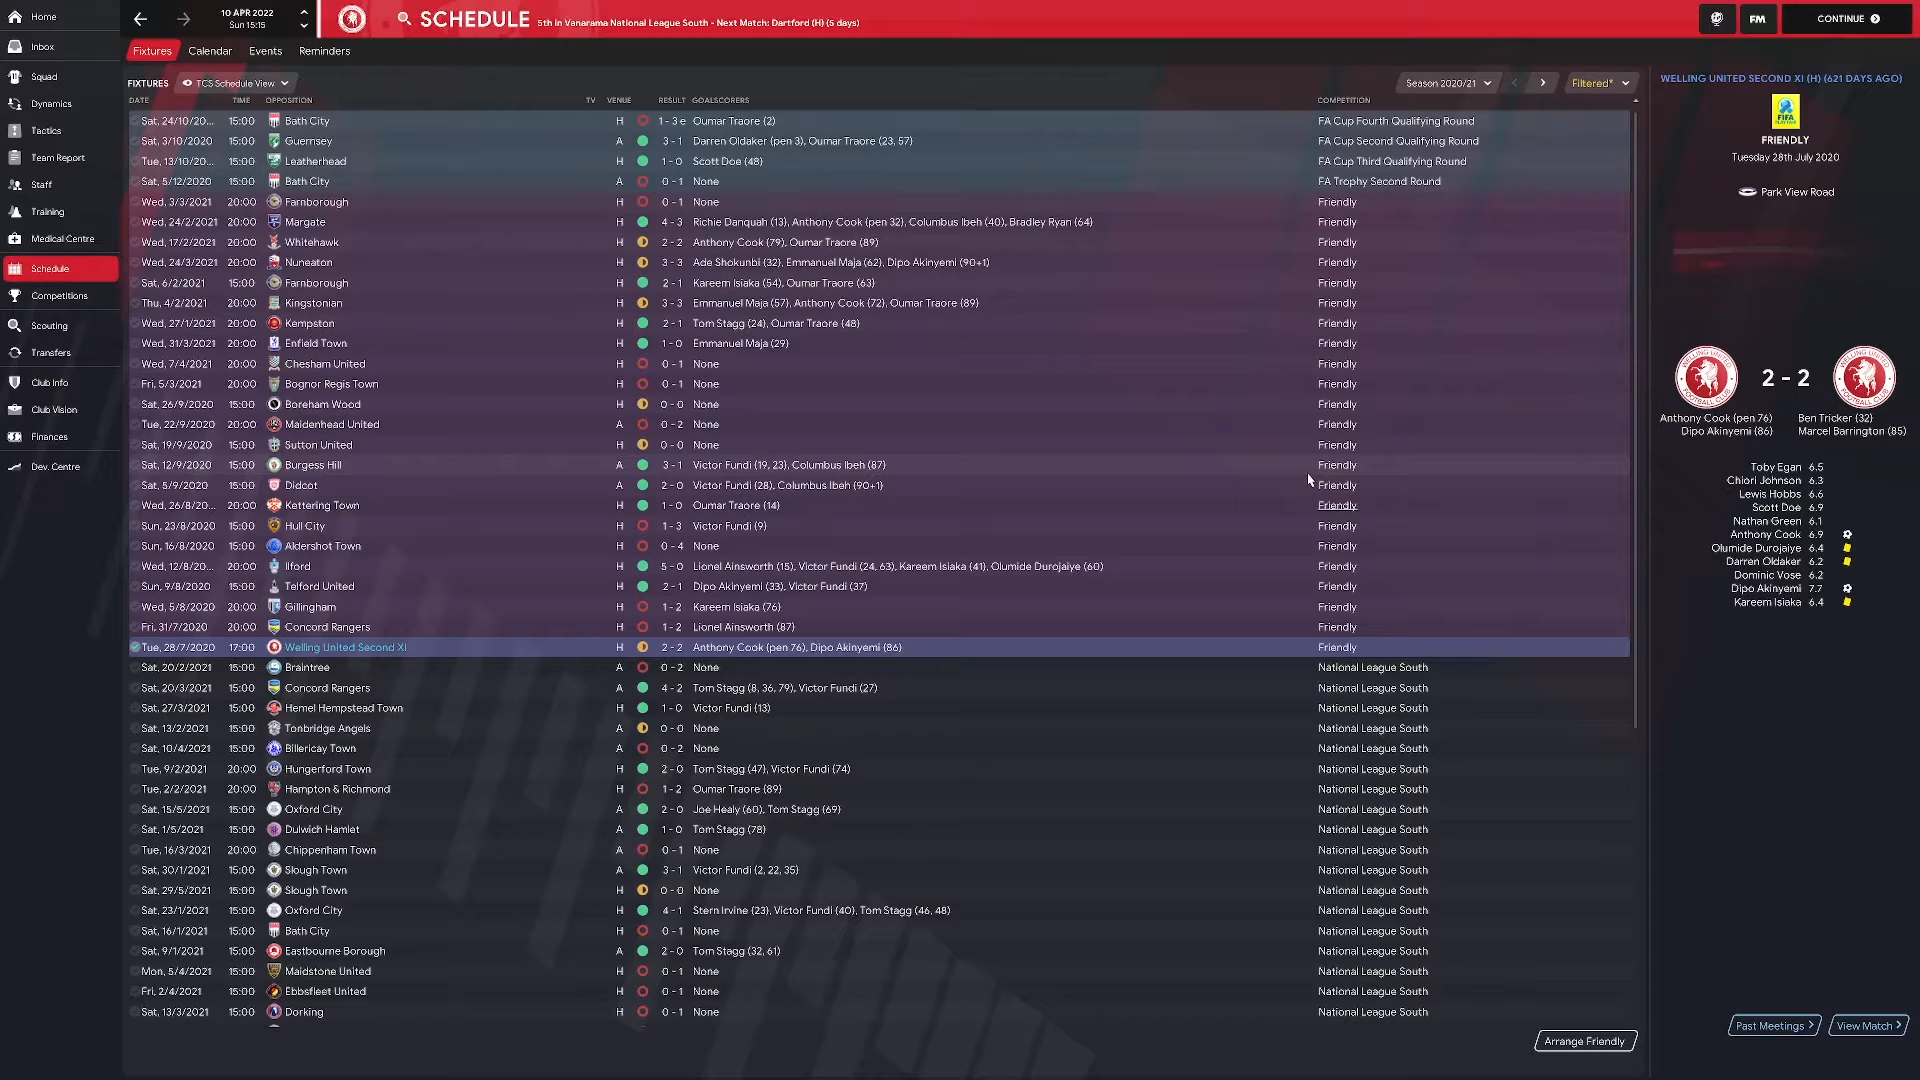 Home
10 APR 2022
Sun 15:15
SCHEDULE
5th in Vanarama National League South - Next Match: Dartford (H) (5 days)
FM
CONTINUE
Inbox
Squad
Dynamics
Tactics
Team Report
Staff
Training
Medical Centre
Schedule
Competitions
Scouting
Transfers
Club Info
Club Vision
Finances
Dev. Centre
Fixtures Calendar Events Reminders
FIXTURES TCS Schedule View Season 2020/21 Filtered*
DATE TIME OPPOSITION TV VENUE RESULT GOALSCORERS COMPETITION
Sat, 24/10/20... 15:00 Bath City H 1 - 3 e Oumar Traore (2) FA Cup Fourth Qualifying Round
Sat, 3/10/2020 15:00 Guernsey A 3 - 1 Darren Oldaker (pen 3), Oumar Traore (23, 57) FA Cup Second Qualifying Round
Tue, 13/10/20... 15:00 Leatherhead H 1 - 0 Scott Doe (48) FA Cup Third Qualifying Round
Sat, 5/12/2020 15:00 Bath City A 0 - 1 None FA Trophy Second Round
Wed, 3/3/2021 20:00 Farnborough H 0 - 1 None Friendly
Wed, 24/2/2021 20:00 Margate H 4 - 3 Richie Danquah (13), Anthony Cook (pen 32), Columbus Ibeh (40), Bradley Ryan (64) Friendly
Wed, 17/2/2021 20:00 Whitehawk H 2 - 2 Anthony Cook (79), Oumar Traore (89) Friendly
Wed, 24/3/2021 20:00 Nuneaton H 3 - 3 Ade Shokunbi (32), Emmanuel Maja (62), Dipo Akinyemi (90+1) Friendly
Sat, 6/2/2021 15:00 Farnborough H 2 - 1 Kareem Isiaka (54), Oumar Traore (63) Friendly
Thu, 4/2/2021 20:00 Kingstonian H 3 - 3 Emmanuel Maja (57), Anthony Cook (72), Oumar Traore (89) Friendly
Wed, 27/1/2021 20:00 Kempston H 2 - 1 Tom Stagg (24), Oumar Traore (48) Friendly
Wed, 31/3/2021 20:00 Enfield Town H 1 - 0 Emmanuel Maja (29) Friendly
Wed, 7/4/2021 20:00 Chesham United H 0 - 1 None Friendly
Fri, 5/3/2021 20:00 Bognor Regis Town H 0 - 1 None Friendly
Sat, 26/9/2020 15:00 Boreham Wood H 0 - 0 None Friendly
Tue, 22/9/2020 20:00 Maidenhead United H 0 - 2 None Friendly
Sat, 19/9/2020 15:00 Sutton United H 0 - 0 None Friendly
Sat, 12/9/2020 15:00 Burgess Hill A 3 - 1 Victor Fundi (19, 23), Columbus Ibeh (87) Friendly
Sat, 5/9/2020 15:00 Didcot A 2 - 0 Victor Fundi (28), Columbus Ibeh (90+1) Friendly
Wed, 26/8/20... 20:00 Kettering Town H 1 - 0 Oumar Traore (14) Friendly
Sun, 23/8/2020 15:00 Hull City H 1 - 3 Victor Fundi (9) Friendly
Sun, 16/8/2020 15:00 Aldershot Town H 0 - 4 None Friendly
Wed, 12/8/20... 20:00 Ilford H 5 - 0 Lionel Ainsworth (15), Victor Fundi (24, 63), Kareem Isiaka (41), Olumide Durojaiye (60) Friendly
Sun, 9/8/2020 15:00 Telford United H 2 - 1 Dipo Akinyemi (33), Victor Fundi (37) Friendly
Wed, 5/8/2020 20:00 Gillingham H 1 - 2 Kareem Isiaka (76) Friendly
Fri, 31/7/2020 20:00 Concord Rangers H 1 - 2 Lionel Ainsworth (87) Friendly
Tue, 28/7/2020 17:00 Welling United Second XI H 2 - 2 Anthony Cook (pen 76), Dipo Akinyemi (86) Friendly
Sat, 20/2/2021 15:00 Braintree A 0 - 2 None National League South
Sat, 20/3/2021 15:00 Concord Rangers A 4 - 2 Tom Stagg (8, 36, 79), Victor Fundi (27) National League South
Sat, 27/3/2021 15:00 Hemel Hempstead Town H 1 - 0 Victor Fundi (13) National League South
Sat, 13/2/2021 15:00 Tonbridge Angels A 0 - 0 None National League South
Sat, 10/4/2021 15:00 Billericay Town A 0 - 2 None National League South
Tue, 9/2/2021 20:00 Hungerford Town H 2 - 0 Tom Stagg (47), Victor Fundi (74) National League South
Tue, 2/2/2021 20:00 Hampton & Richmond H 1 - 2 Oumar Traore (89) National League South
Sat, 15/5/2021 15:00 Oxford City A 2 - 0 Joe Healy (60), Tom Stagg (69) National League South
Sat, 1/5/2021 15:00 Dulwich Hamlet A 1 - 0 Tom Stagg (78) National League South
Tue, 16/3/2021 20:00 Chippenham Town A 0 - 1 None National League South
Sat, 30/1/2021 15:00 Slough Town A 3 - 1 Victor Fundi (2, 22, 35) National League South
Sat, 29/5/2021 15:00 Slough Town H 0 - 0 None National League South
Sat, 23/1/2021 15:00 Oxford City H 4 - 1 Stern Irvine (23), Victor Fundi (40), Tom Stagg (46, 48) National League South
Sat, 16/1/2021 15:00 Bath City H 0 - 1 None National League South
Sat, 9/1/2021 15:00 Eastbourne Borough A 2 - 0 Tom Stagg (32, 61) National League South
Mon, 5/4/2021 15:00 Maidstone United H 0 - 1 None National League South
Fri, 2/4/2021 15:00 Ebbsfleet United H 0 - 1 None National League South
Sat, 13/3/2021 15:00 Dorking H 0 - 1 None National League South
Arrange Friendly
WELLING UNITED SECOND XI (H) (621 DAYS AGO)
FIFA
FRIENDLY
Tuesday 28th July 2020
Park View Road
2 - 2
Anthony Cook (pen 76) Ben Tricker (32)
Dipo Akinyemi (86) Marcel Barrington (85)
Toby Egan 6.5
Chiori Johnson 6.3
Lewis Hobbs 6.6
Scott Doe 6.9
Nathan Green 6.1
Anthony Cook 6.9
Olumide Durojaiye 6.4
Darren Oldaker 6.2
Dominic Vose 6.2
Dipo Akinyemi 7.7
Kareem Isiaka 6.4
Past Meetings View Match